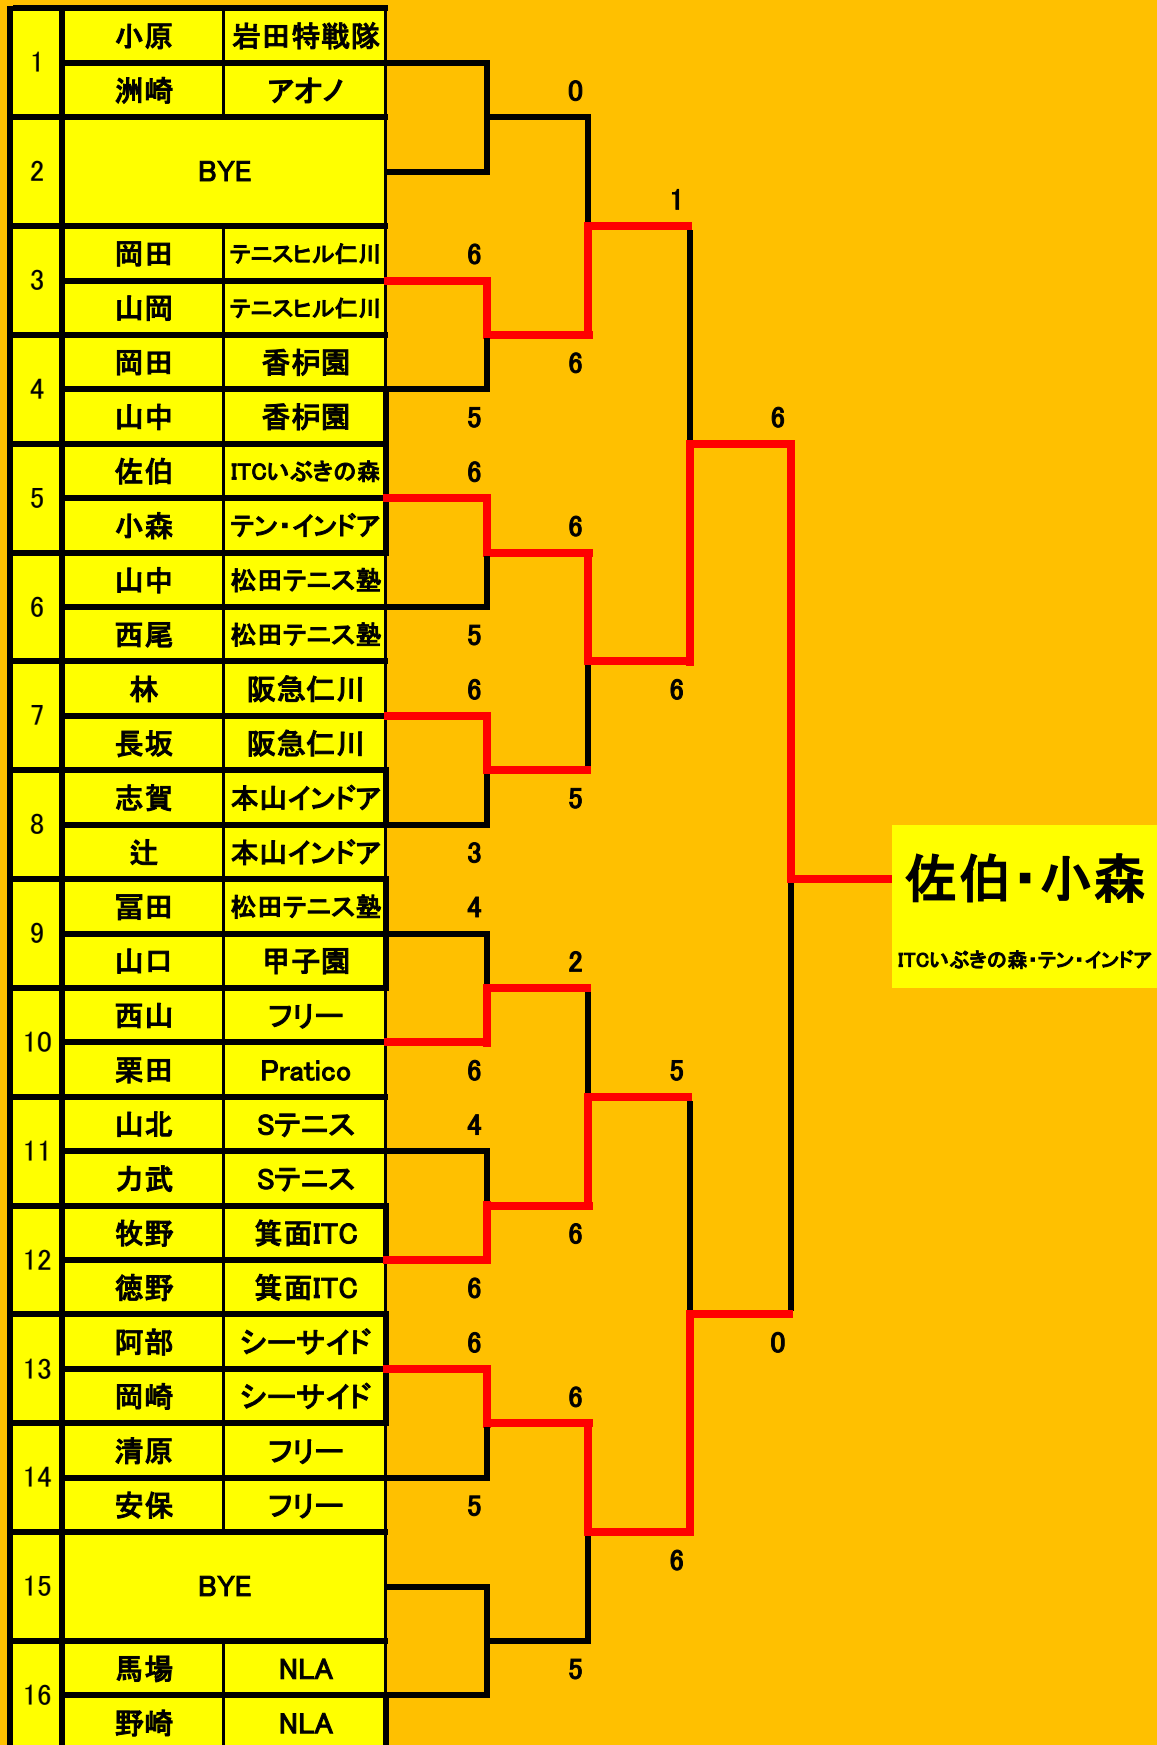 1
小原 岩田特戦隊
洲崎 アオノ
0
2
BYE
1
3
岡田 テニスヒル仁川
6
山岡 テニスヒル仁川
6
4
岡田 香枦園
山中 香枦園
5
6
5
佐伯 ITCいぶきの森
6
小森 テン・インドア
6
6
山中 松田テニス塾
西尾 松田テニス塾
5
7
林 阪急仁川
6
6
長坂 阪急仁川
8
志賀 本山インドア
5
辻 本山インドア
3
佐伯・小森
ITCいぶきの森・テン・インドア
9
冨田 松田テニス塾
4
山口 甲子園
2
10
西山 フリー
栗田 Pratico
6
5
11
山北 Sテニス
4
力武 Sテニス
12
牧野 箕面ITC
6
徳野 箕面ITC
6
13
阿部 シーサイド
6
0
岡崎 シーサイド
6
14
清原 フリー
安保 フリー
5
15
BYE
6
16
馬場 NLA
5
野崎 NLA